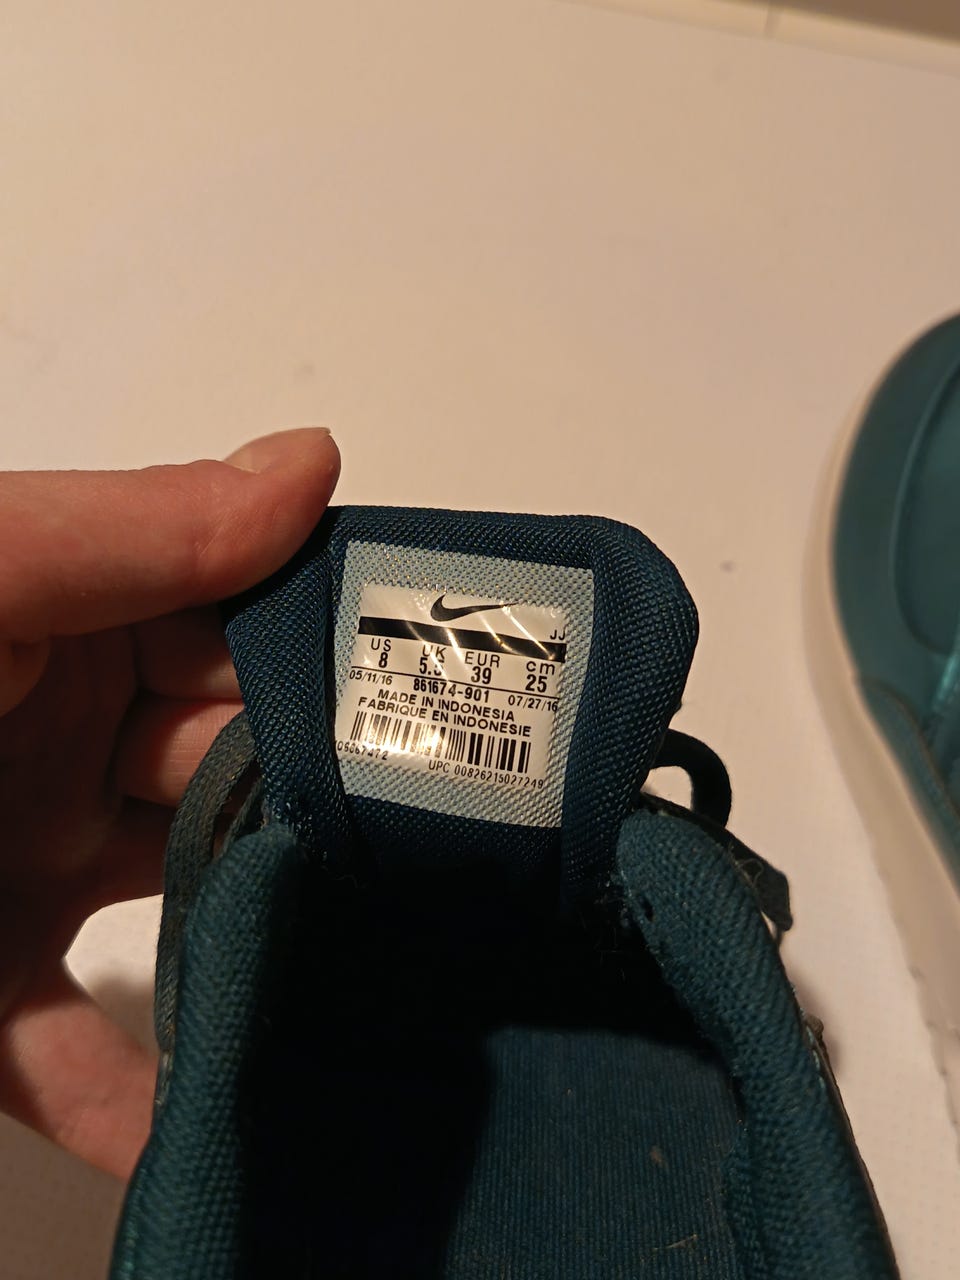 JJ
US UK EUR cm
8 5.5 39 25
05/11/16 861674-901 07/27/16
MADE IN INDONESIA
FABRIQUE EN INDONESIE
UPC 00826215027249